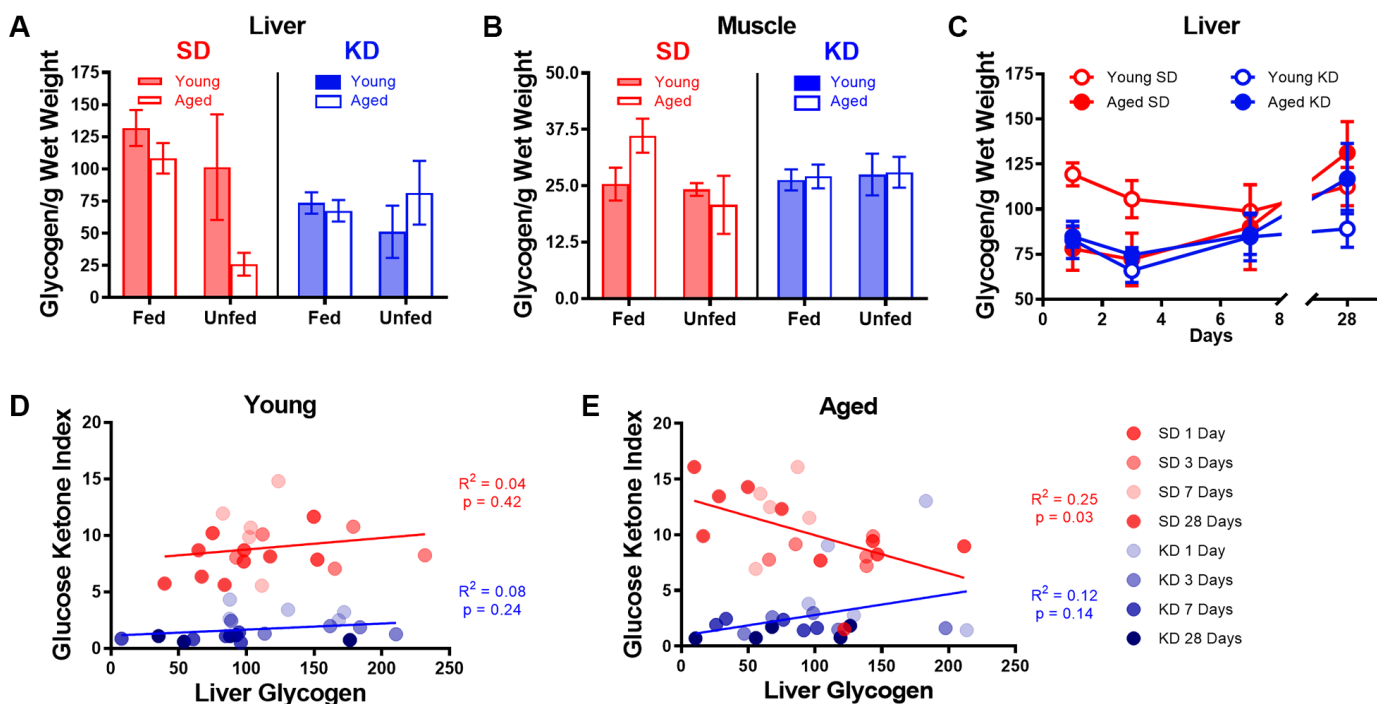 A
Liver
SD
KD
Young
Aged
Young
Aged
Glycogen/g Wet Weight
175
150
125
100
75
50
25
0
Fed
Unfed
Fed
Unfed
B
Muscle
SD
KD
Young
Aged
Young
Aged
Glycogen/g Wet Weight
50.0
37.5
25.0
12.5
0.0
Fed
Unfed
Fed
Unfed
C
Liver
Young SD
Aged SD
Young KD
Aged KD
Glycogen/g Wet Weight
175
150
125
100
75
50
0
2
4
6
8
28
Days
D
Young
Glucose Ketone Index
20
15
10
5
0
0
50
100
150
200
250
Liver Glycogen
R² = 0.04
p = 0.42
R² = 0.08
p = 0.24
E
Aged
Glucose Ketone Index
20
15
10
5
0
0
50
100
150
200
250
Liver Glycogen
R² = 0.25
p = 0.03
R² = 0.12
p = 0.14
SD 1 Day
SD 3 Days
SD 7 Days
SD 28 Days
KD 1 Day
KD 3 Days
KD 7 Days
KD 28 Days